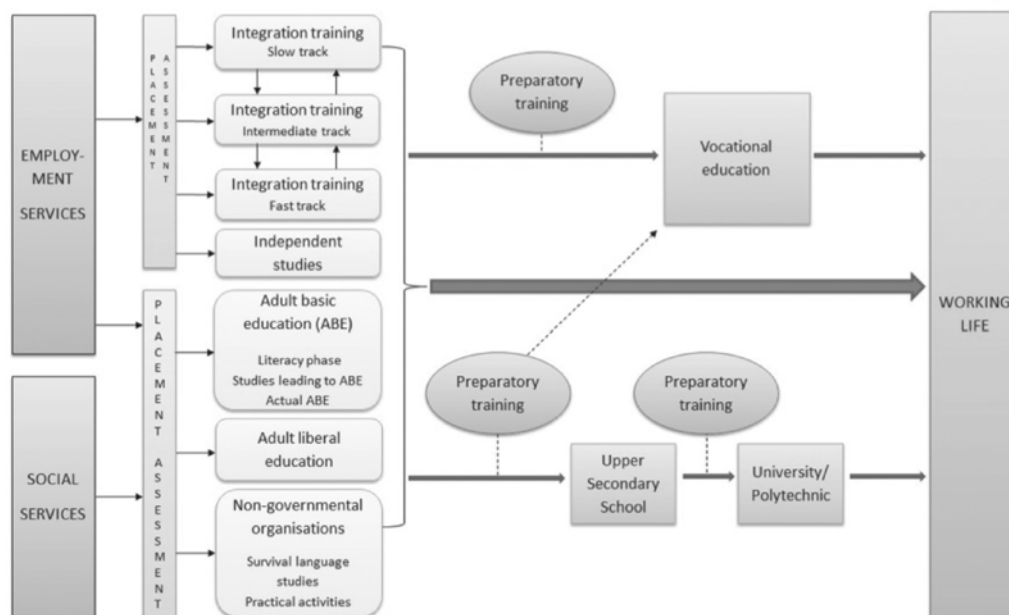 EMPLOY-
MENT
SERVICES
SOCIAL
SERVICES
PLACEMENT
ASSESSMENT
PLACEMENT ASSESSMENT
Integration training
Slow track
Integration training
Intermediate track
Integration training
Fast track
Independent
studies
Adult basic
education (ABE)
Literacy phase
Studies leading to ABE
Actual ABE
Adult liberal
education
Non-governmental
organisations
Survival language
studies
Practical activities
Preparatory
training
Vocational
education
Preparatory
training
Preparatory
training
Upper
Secondary
School
University/
Polytechnic
WORKING
LIFE